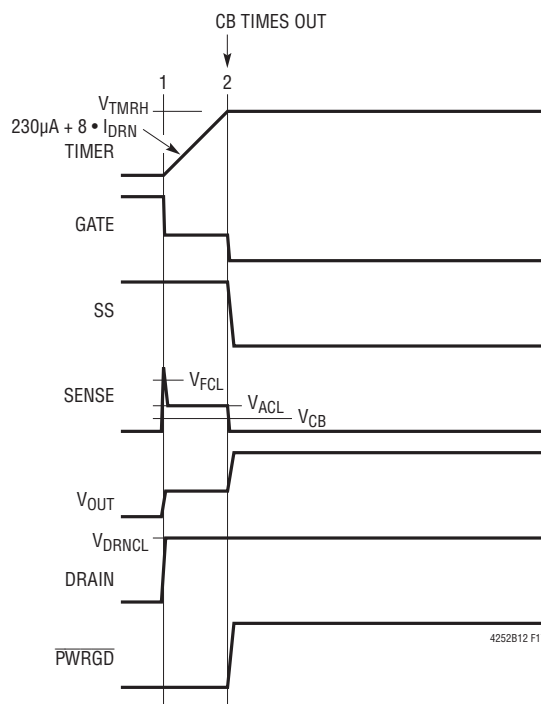 CB TIMES OUT
1 2
VTMRH
230µA + 8 • IDRN
TIMER
GATE
SS
VFCL
SENSE
VACL
VCB
VOUT
VDRNCL
DRAIN
4252B12 F1
PWRGD